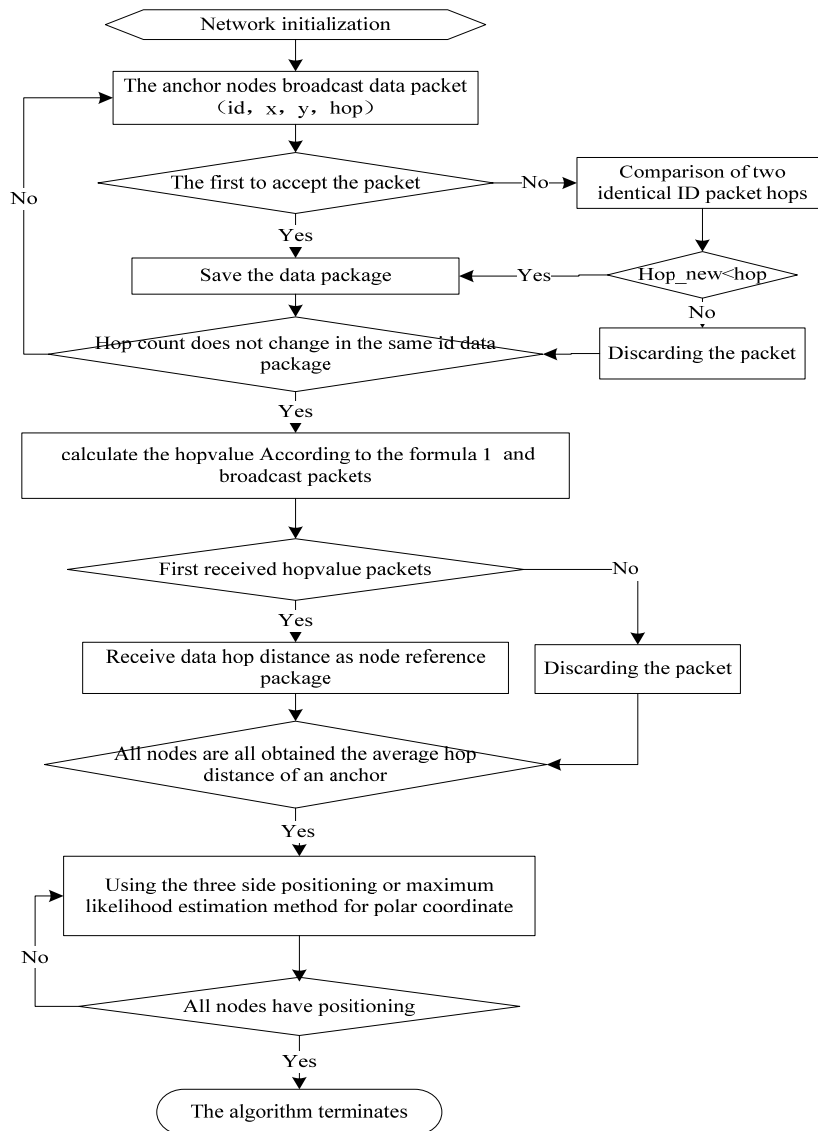 Network initialization
The anchor nodes broadcast data packet
（id，x，y，hop）
No
The first to accept the packet
No
Comparison of two
identical ID packet hops
Yes
Save the data package
Yes
Hop_new<hop
No
Hop count does not change in the same id data
package
Discarding the packet
Yes
calculate the hopvalue According to the formula 1 and
broadcast packets
First received hopvalue packets
No
Yes
Receive data hop distance as node reference
package
Discarding the packet
All nodes are all obtained the average hop
distance of an anchor
Yes
Using the three side positioning or maximum
likelihood estimation method for polar coordinate
No
All nodes have positioning
Yes
The algorithm terminates